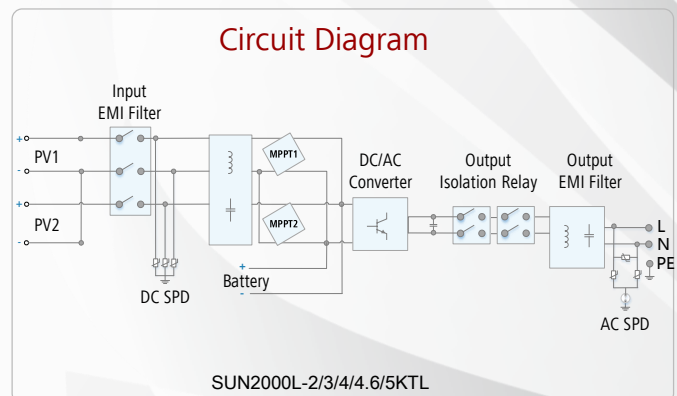 Circuit Diagram
Input
EMI Filter
+
PV1
-
+
PV2
-
DC SPD
MPPT1
MPPT2
+
Battery
-
DC/AC
Converter
Output
Isolation Relay
Output
EMI Filter
L
N
PE
AC SPD
SUN2000L-2/3/4/4.6/5KTL